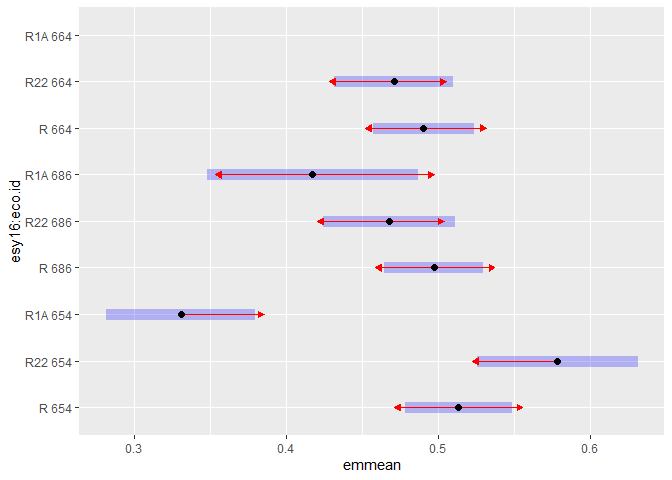 R1A 664
R22 664
R 664
R1A 686
R22 686
R 686
R1A 654
R22 654
R 654
esy16:eco.id
0.3 0.4 0.5 0.6
emmean